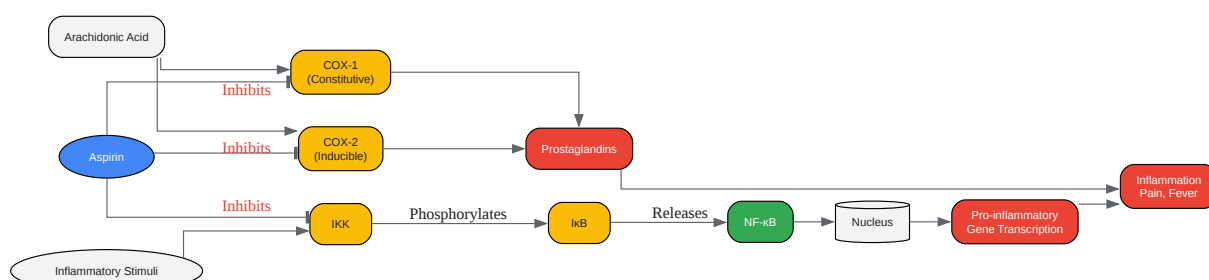 Arachidonic Acid
COX-1
(Constitutive)
Inhibits
COX-2
(Inducible)
Inhibits
Aspirin
Prostaglandins
Inflammation
Pain, Fever
Inhibits
IKK
Phosphorylates
IκB
Releases
NF-κB
Nucleus
Pro-inflammatory
Gene Transcription
Inflammatory Stimuli